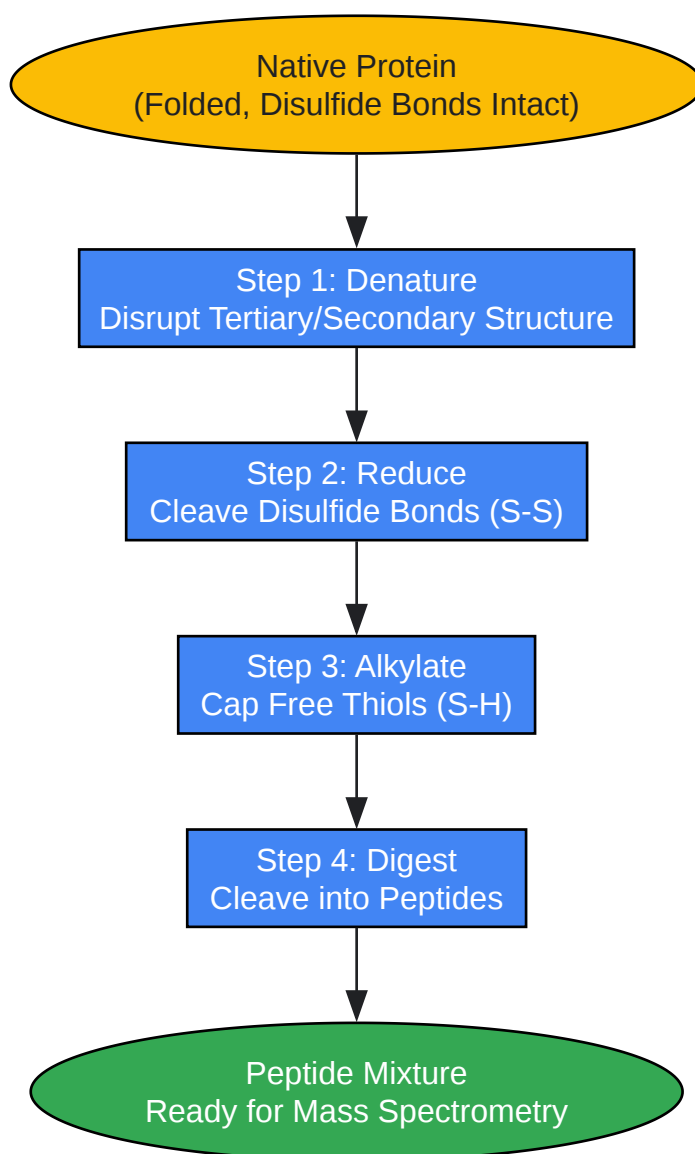 Native Protein
(Folded, Disulfide Bonds Intact)
Step 1: Denature
Disrupt Tertiary/Secondary Structure
Step 2: Reduce
Cleave Disulfide Bonds (S-S)
Step 3: Alkylate
Cap Free Thiols (S-H)
Step 4: Digest
Cleave into Peptides
Peptide Mixture
Ready for Mass Spectrometry